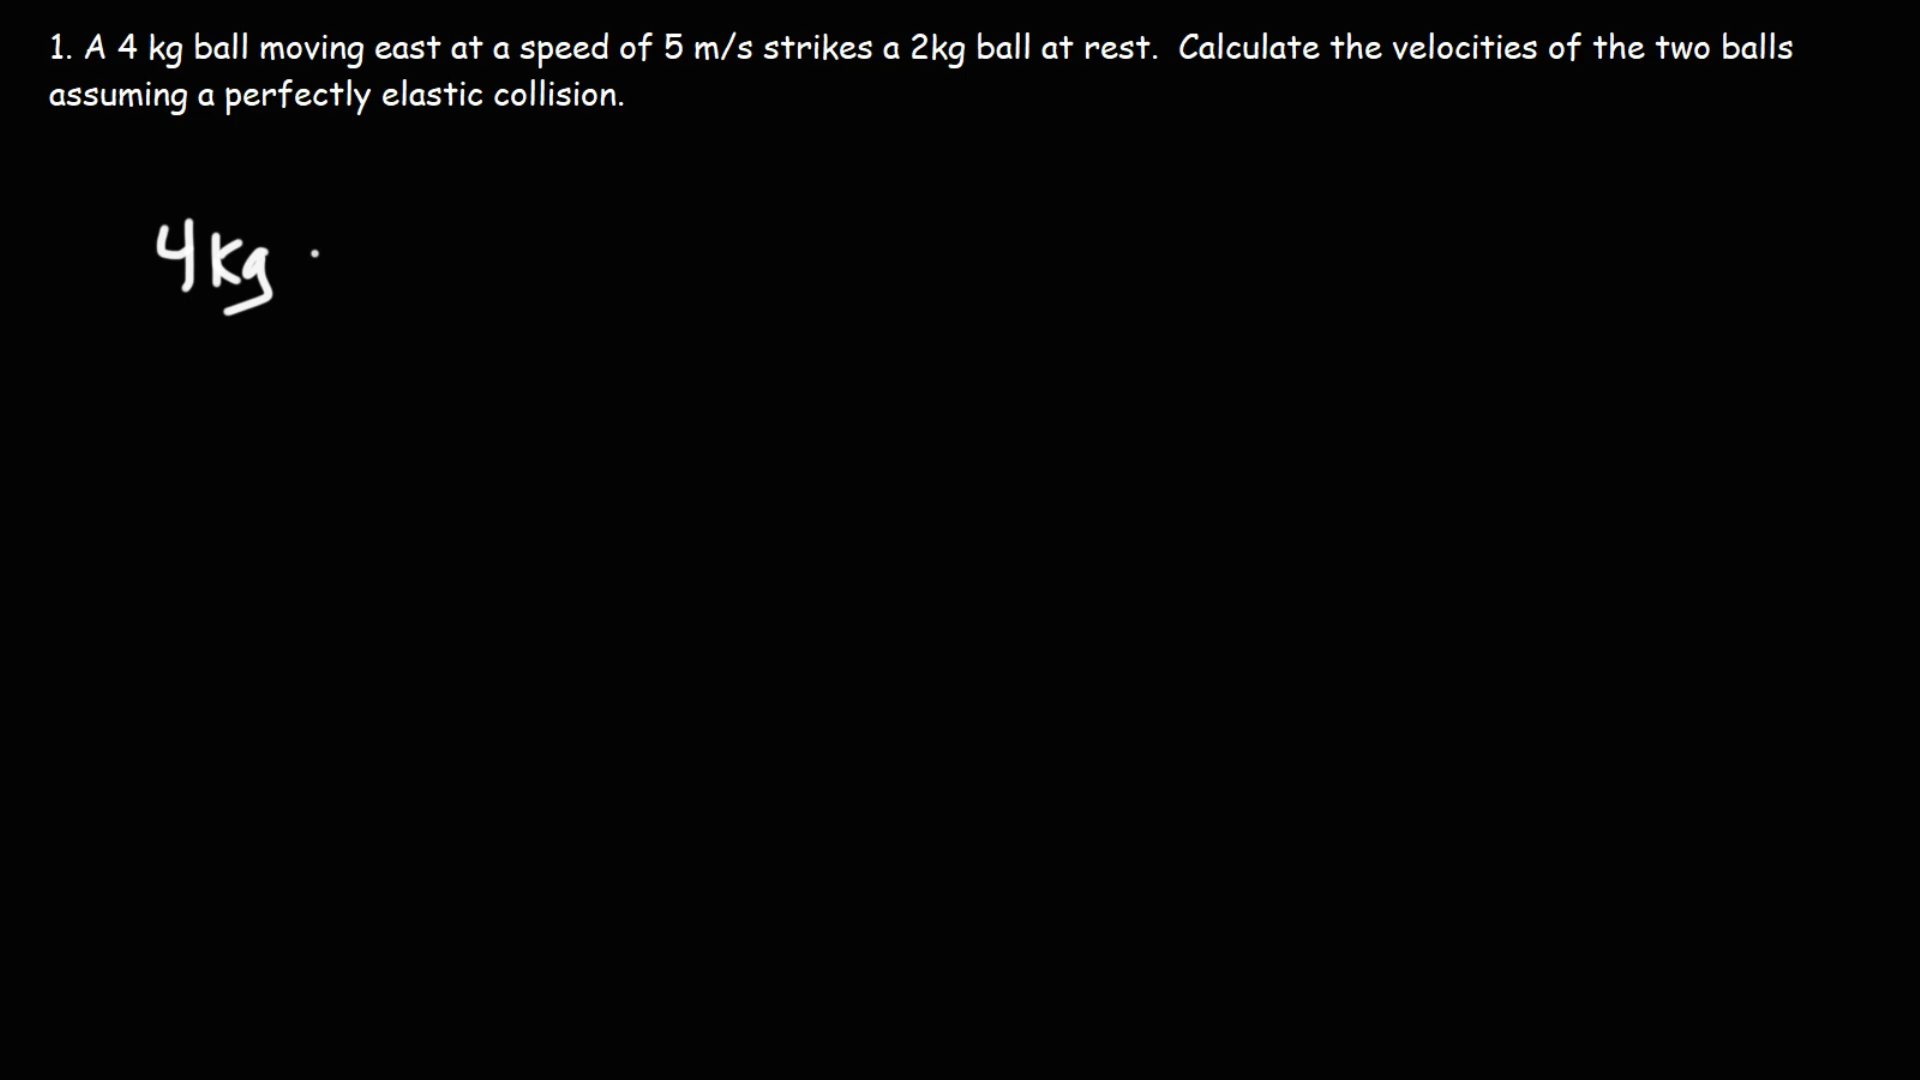 1. A 4 kg ball moving east at a speed of 5 m/s strikes a 2kg ball at rest.  Calculate the velocities of the two balls
assuming a perfectly elastic collision.
4kg